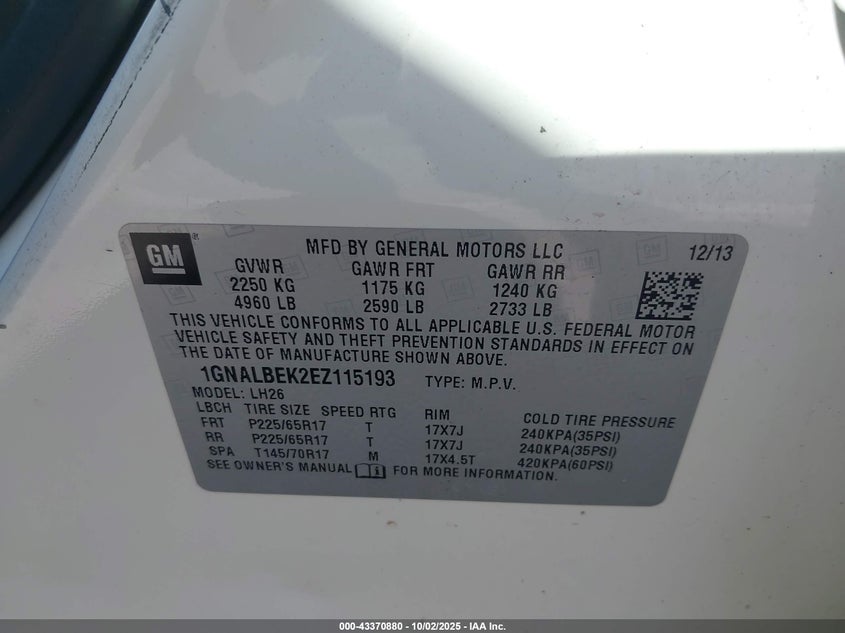 GM ®
MFD BY GENERAL MOTORS LLC 12/13
GVWR GAWR FRT GAWR RR
2250 KG 1175 KG 1240 KG
4960 LB 2590 LB 2733 LB
THIS VEHICLE CONFORMS TO ALL APPLICABLE U.S. FEDERAL MOTOR
VEHICLE SAFETY AND THEFT PREVENTION STANDARDS IN EFFECT ON
THE DATE OF MANUFACTURE SHOWN ABOVE.
1GNALBEK2EZ115193 TYPE: M.P.V.
MODEL: LH26
LBCH TIRE SIZE SPEED RTG RIM COLD TIRE PRESSURE
FRT P225/65R17 T 17X7J 240KPA(35PSI)
RR P225/65R17 T 17X7J 240KPA(35PSI)
SPA T145/70R17 M 17X4.5T 420KPA(60PSI)
SEE OWNER'S MANUAL FOR MORE INFORMATION.
000-43370880 - 10/02/2025 - IAA Inc.